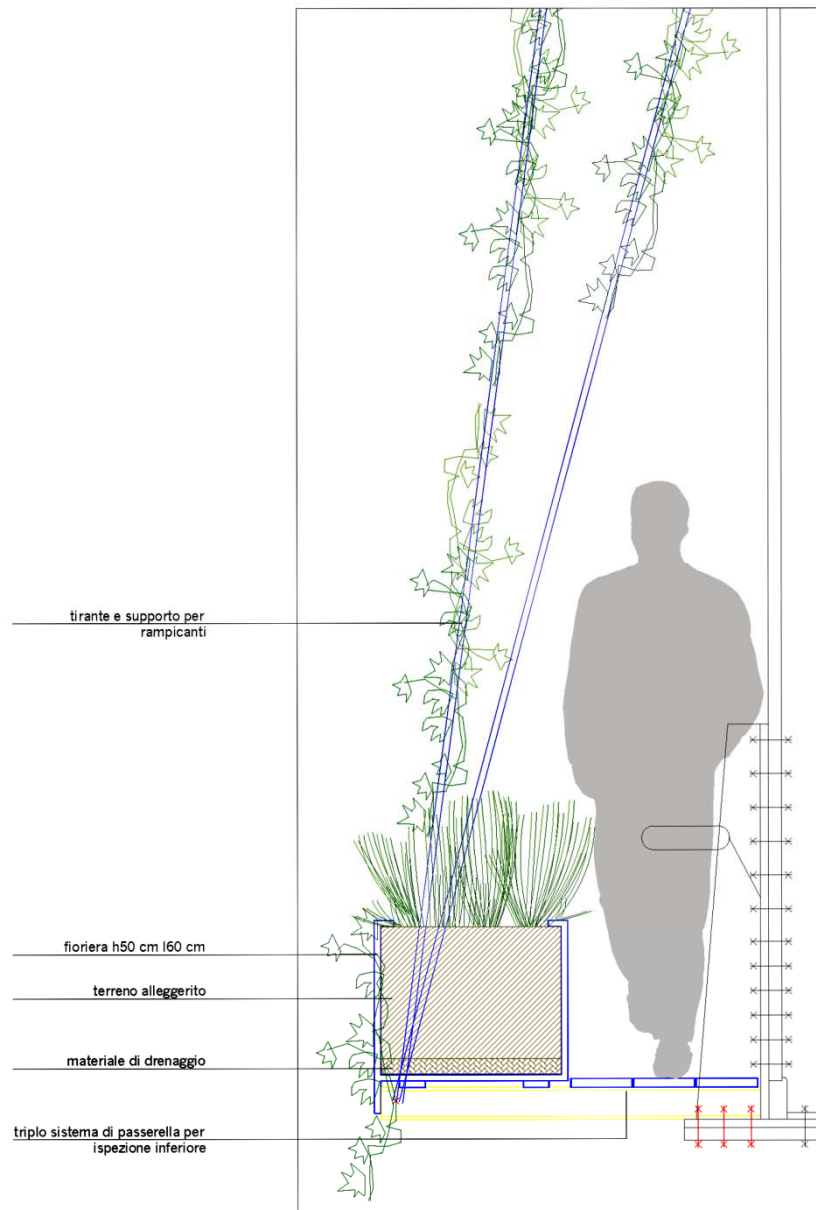 tirante e supporto per
rampicanti
fioriera h50 cm l60 cm
terreno alleggerito
materiale di drenaggio
triplo sistema di passerella per
ispezione inferiore